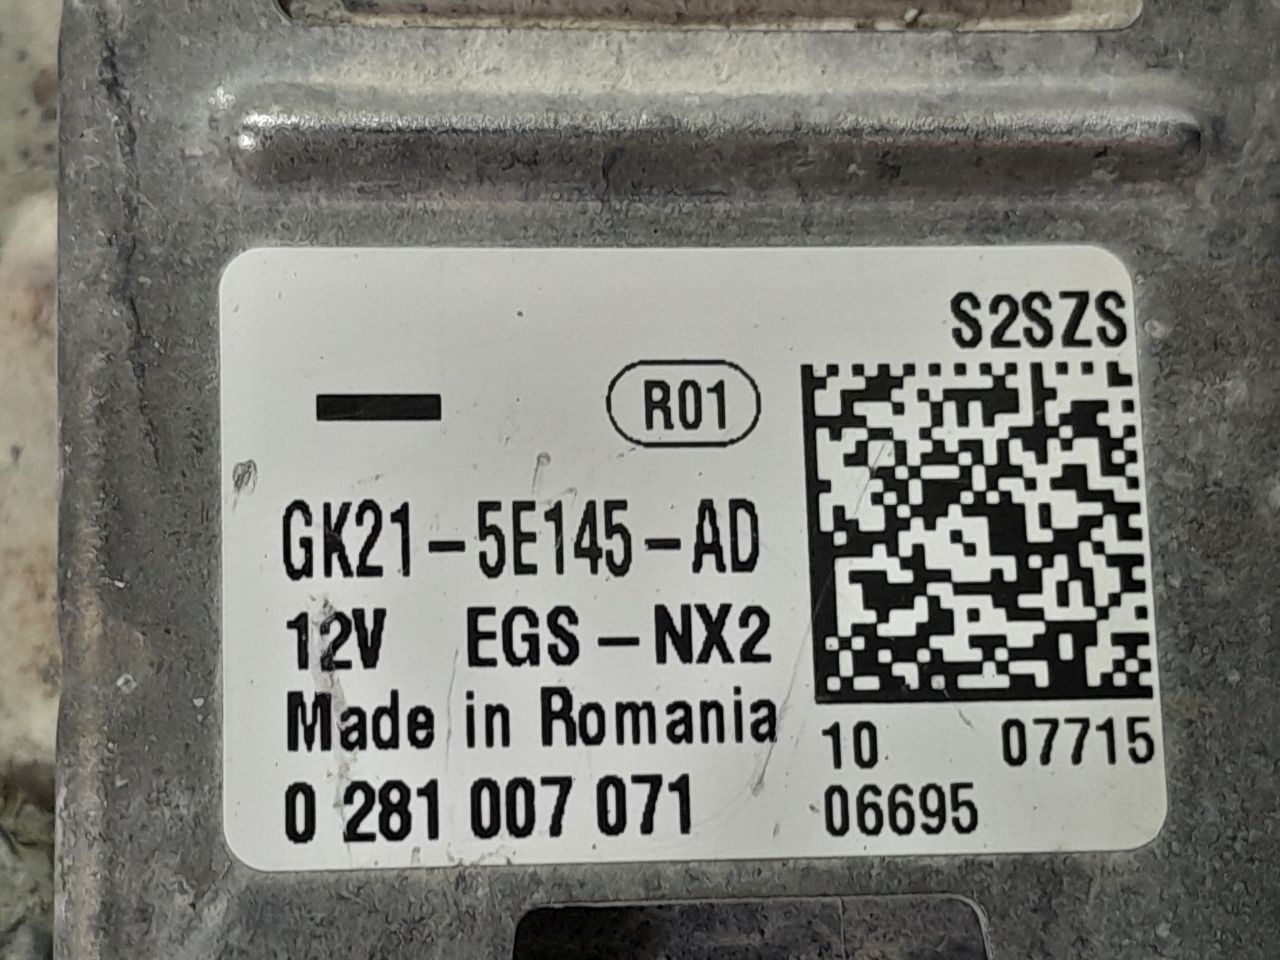 S2SZS
R01
GK21-5E145-AD
12V EGS-NX2
Made in Romania
0 281 007 071
10 07715
06695